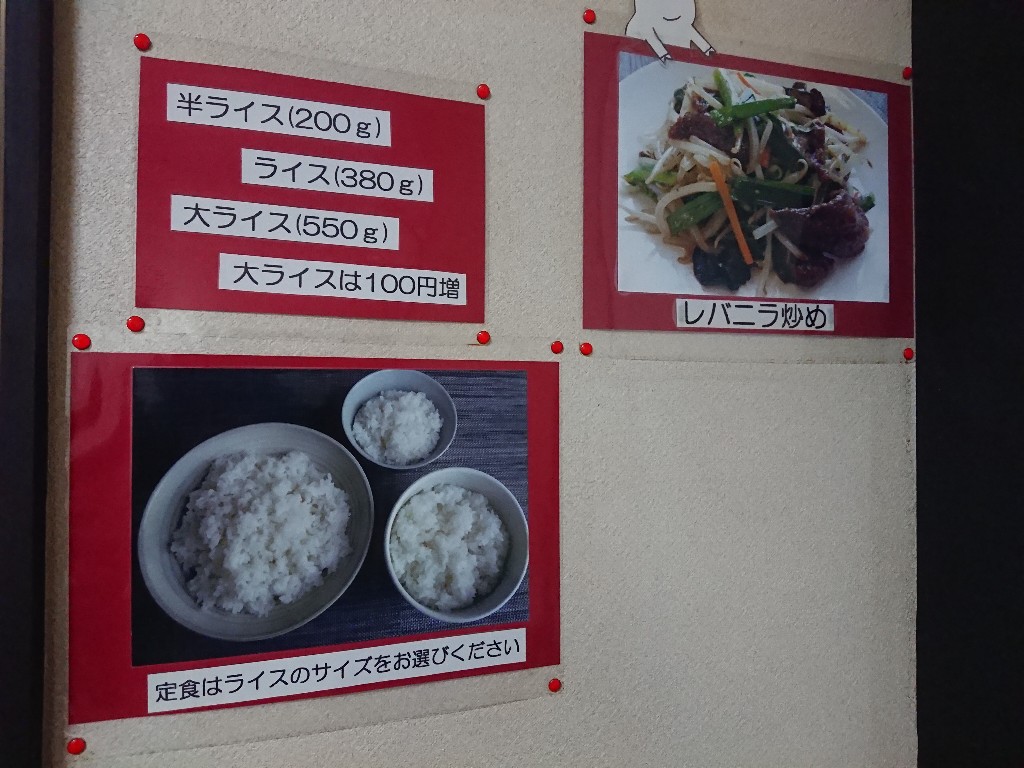 半ライス(200g)
ライス(380g)
大ライス(550g)
大ライスは100円増
レバニラ炒め
定食はライスのサイズをお選びください